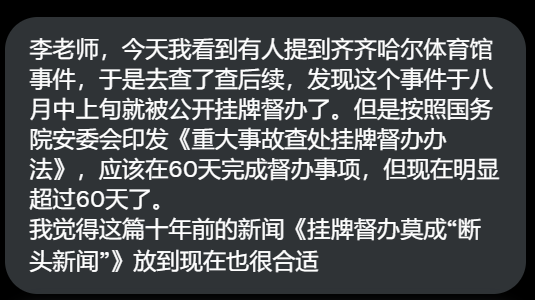 李老师，今天我看到有人提到齐齐哈尔体育馆
事件，于是去查了查后续，发现这个事件于八
月中上旬就被公开挂牌督办了。但是按照国务
院安委会印发《重大事故查处挂牌督办办
法》，应该在60天完成督办事项，但现在明显
超过60天了。
我觉得这篇十年前的新闻《挂牌督办莫成“断
头新闻”》放到现在也很合适